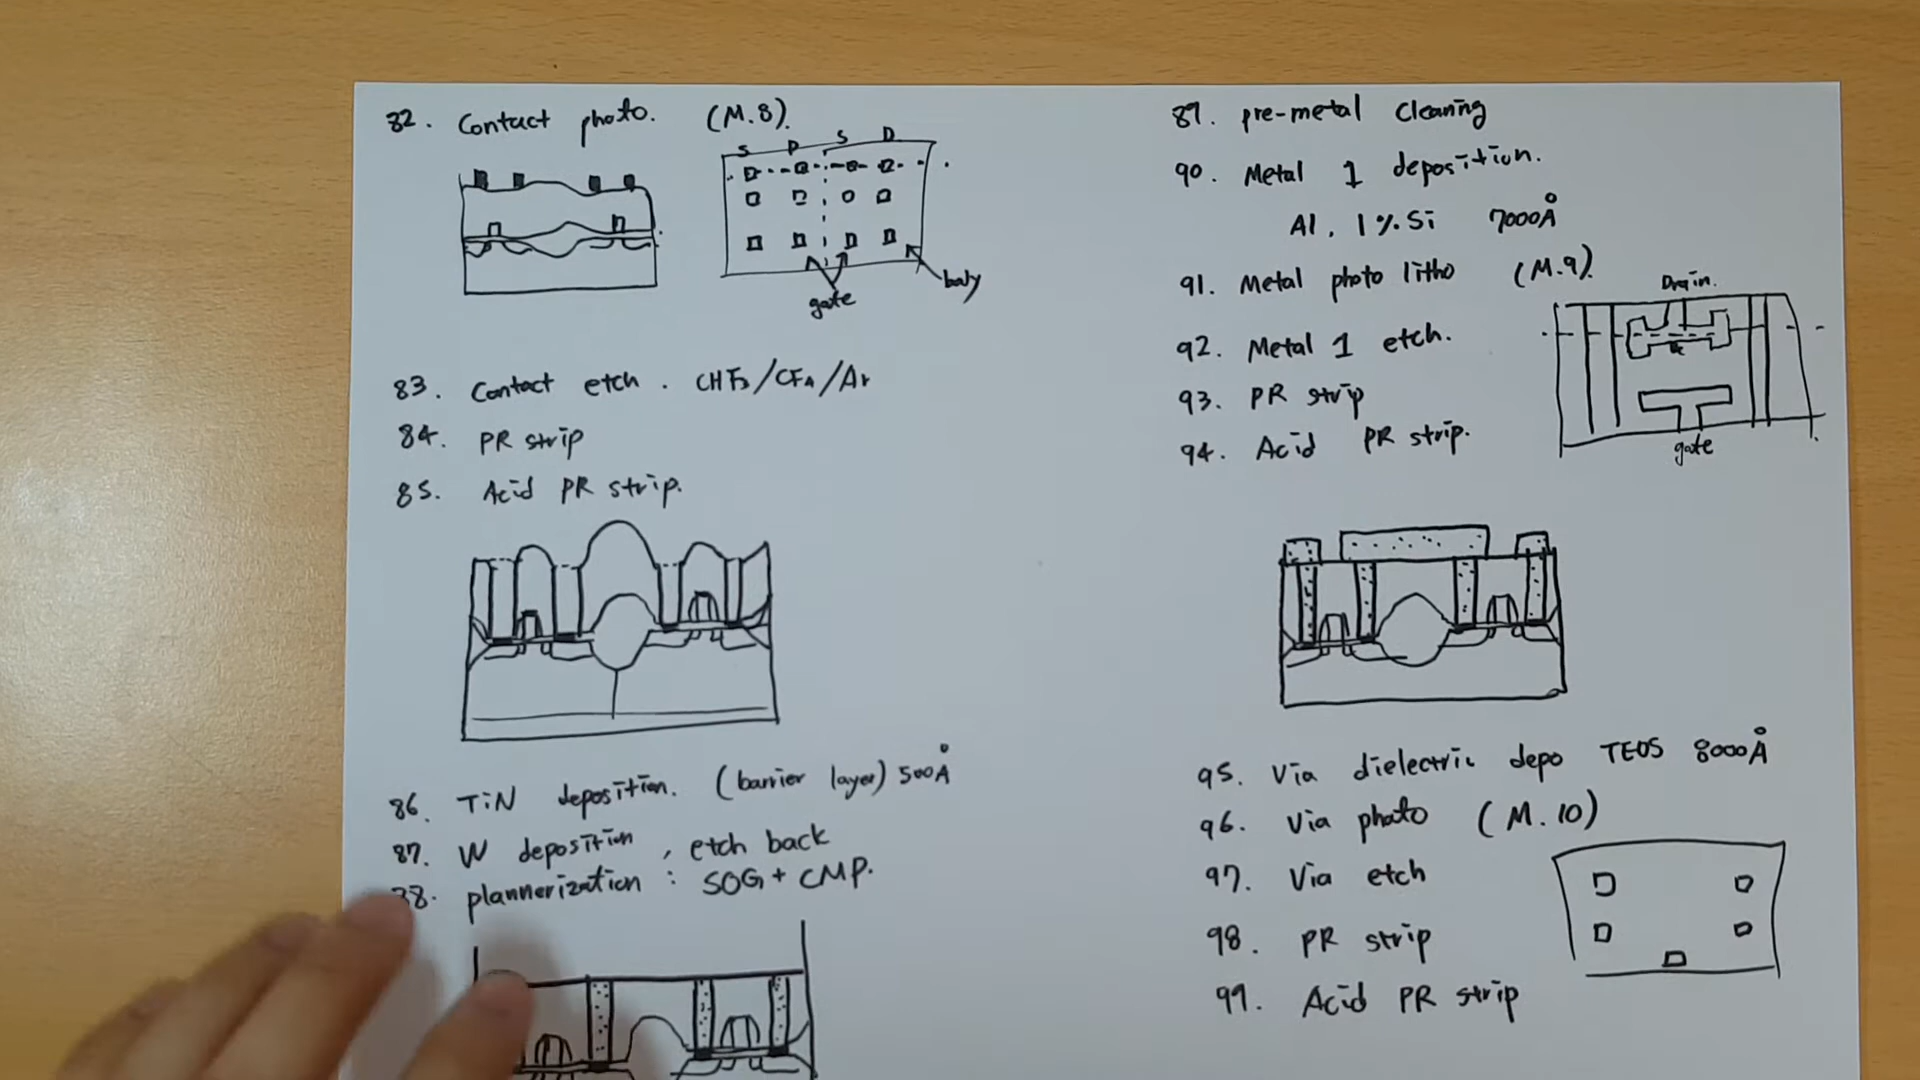 82. Contact photo. (M.8).
S D S D
gate
body
83. Contact etch. CHF3/CF4/Ar
84. PR strip
85. Acid PR strip.
86. TiN deposition. (barrier layer) 500Å
87. W deposition, etch back
88. plannerization : SOG + CMP.
89. pre-metal cleaning
90. Metal 1 deposition.
Al, 1% Si 7000Å
91. Metal photo litho (M.9).
Drain.
92. Metal 1 etch.
93. PR strip
94. Acid PR strip.
gate
95. Via dielectric depo TEOS 8000Å
96. Via photo (M.10)
97. Via etch
98. PR strip
99. Acid PR strip